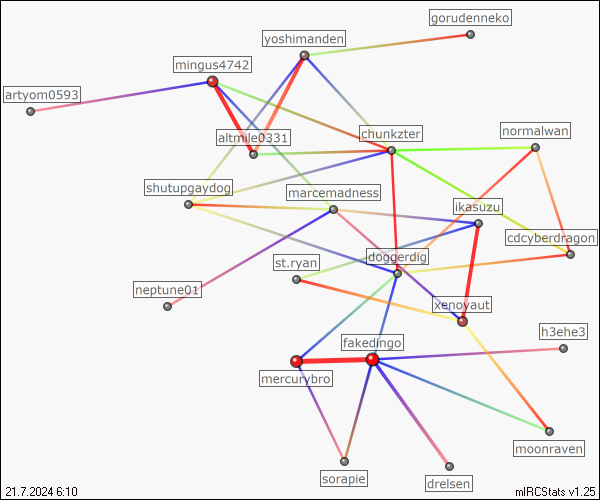 gorudenneko
yoshimanden
mingus4742
artyom0593
altmile0331
chunkzter
normalwan
shutupgaydog
marcemadness
ikasuzu
cdcyberdragon
st.ryan
doggerdig
neptune01
xenoyaut
h3ehe3
fakedingo
mercurybro
moonraven
sorapie
drelsen
21.7.2024 6:10
mIRCStats v1.25